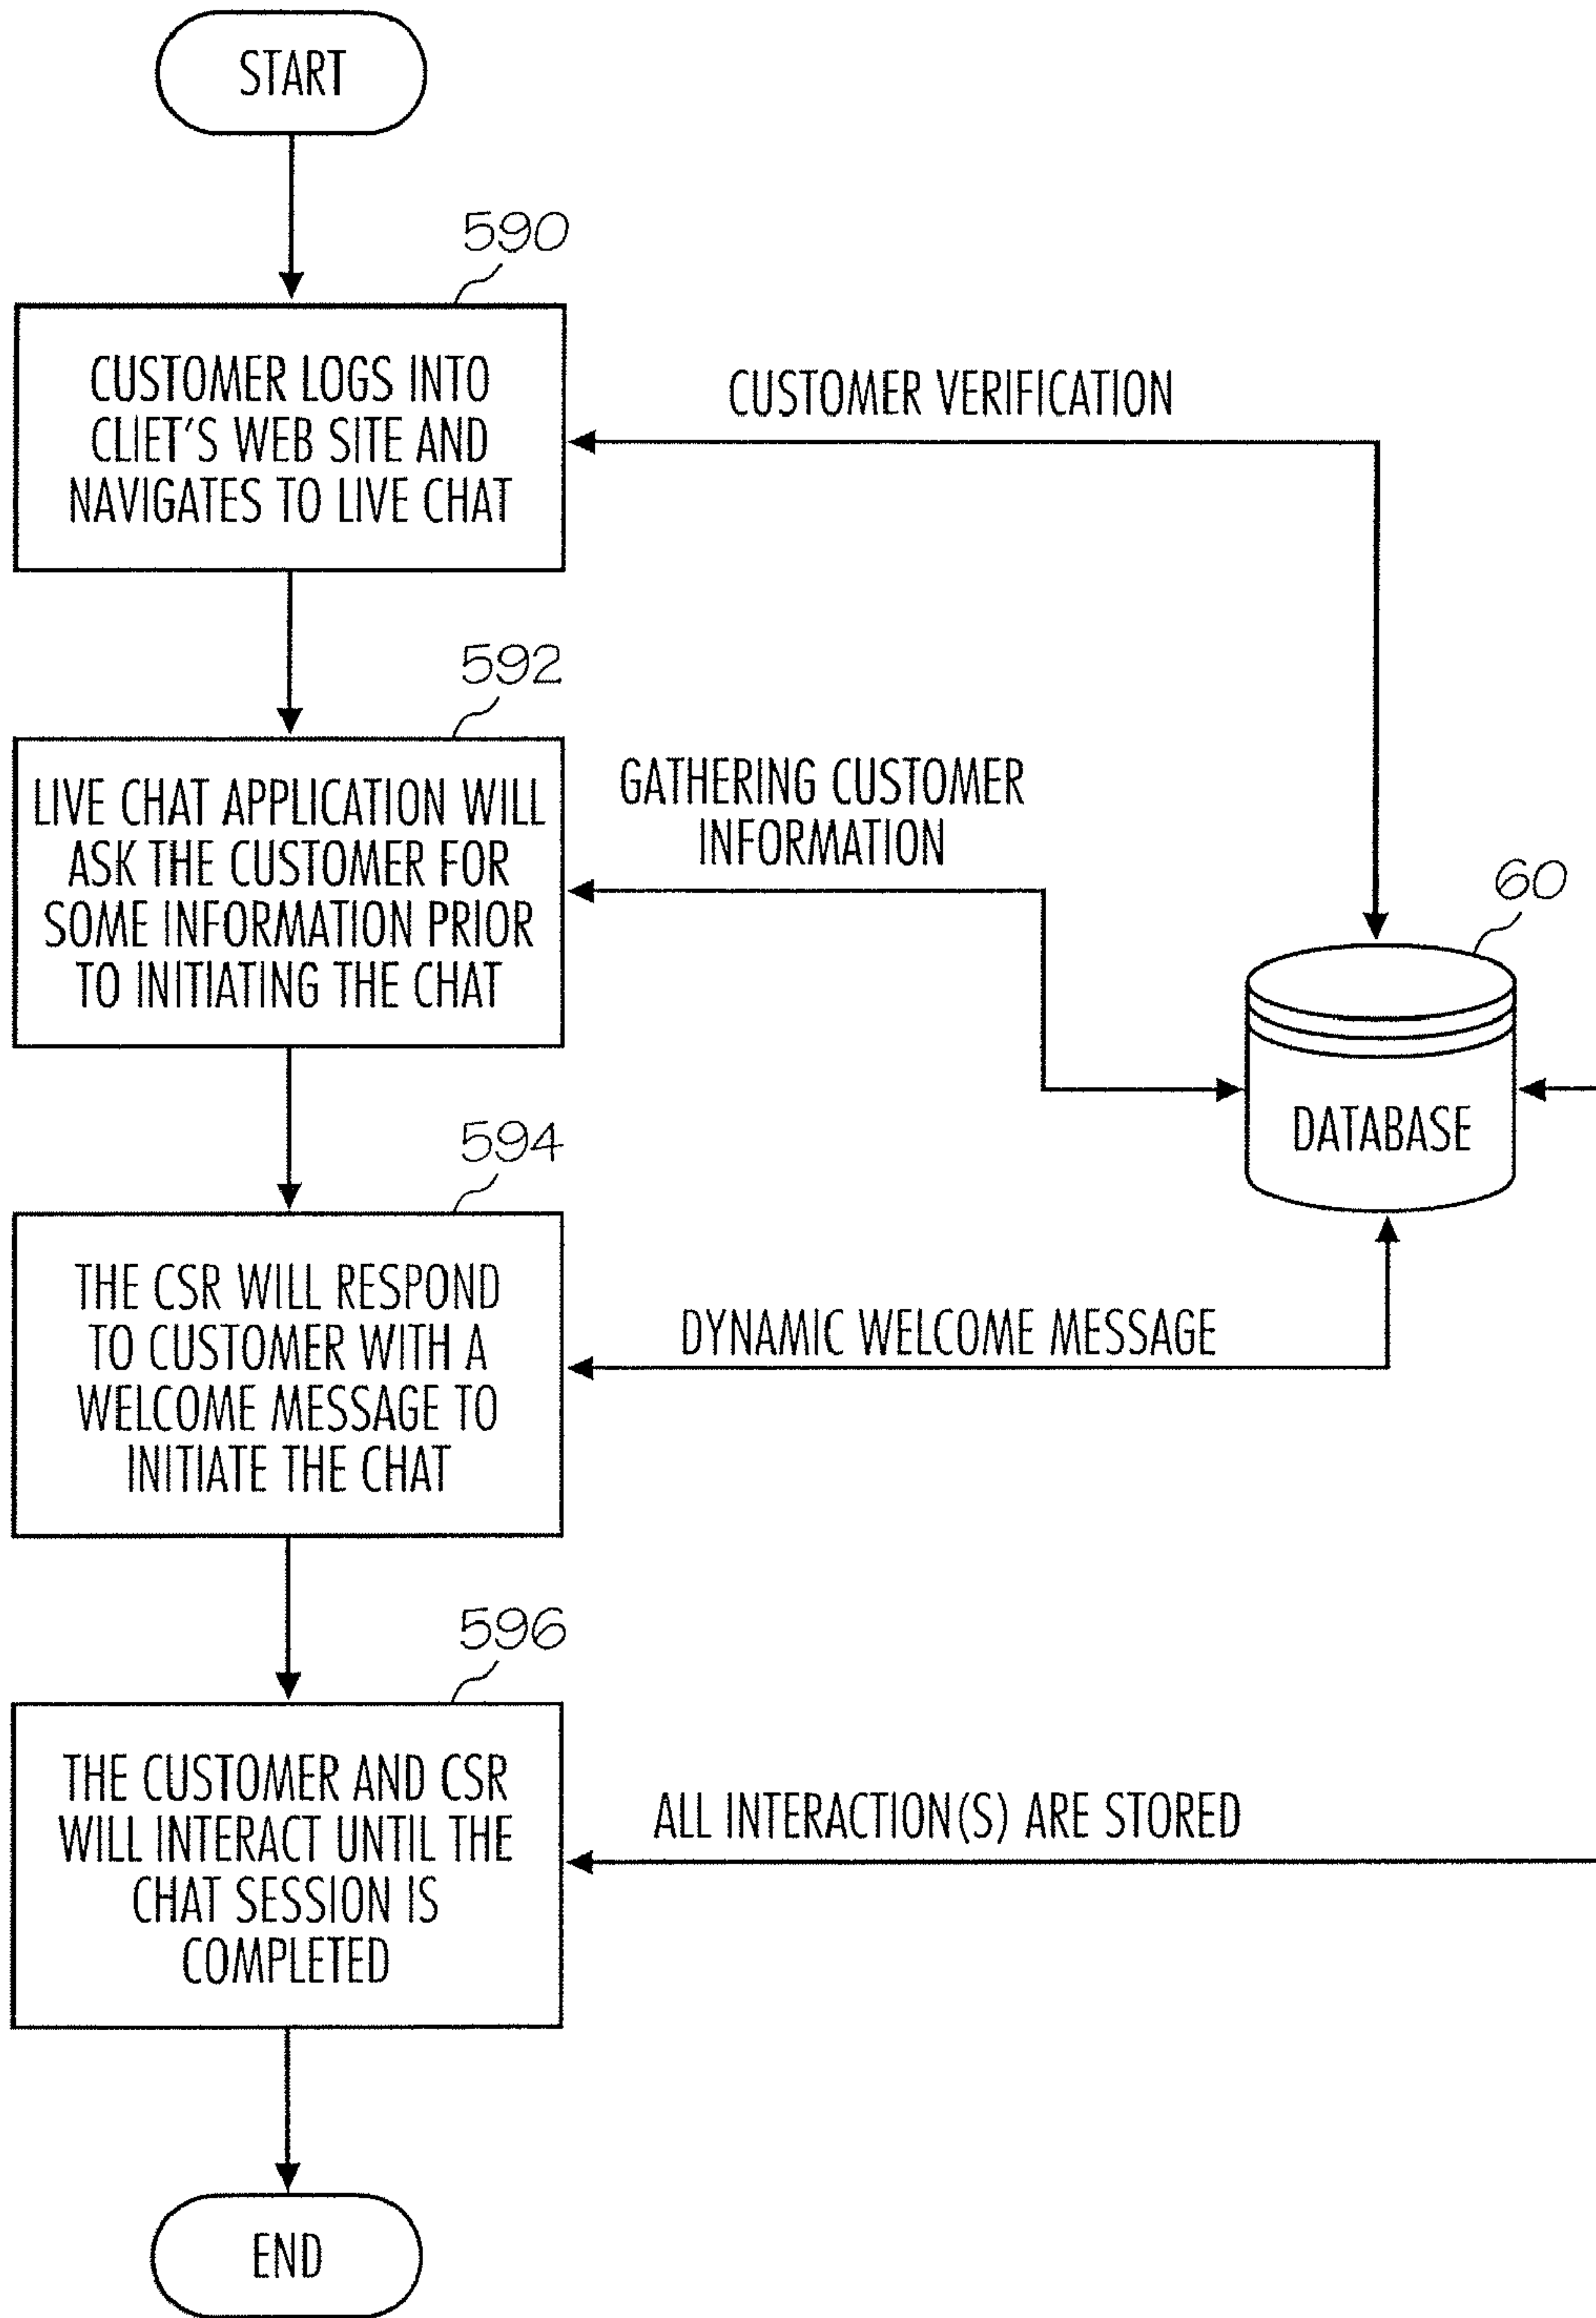 START
590
CUSTOMER LOGS INTO
CLIET'S WEB SITE AND
NAVIGATES TO LIVE CHAT
CUSTOMER VERIFICATION
592
LIVE CHAT APPLICATION WILL
ASK THE CUSTOMER FOR
SOME INFORMATION PRIOR
TO INITIATING THE CHAT
GATHERING CUSTOMER
INFORMATION
60
DATABASE
594
THE CSR WILL RESPOND
TO CUSTOMER WITH A
WELCOME MESSAGE TO
INITIATE THE CHAT
DYNAMIC WELCOME MESSAGE
596
THE CUSTOMER AND CSR
WILL INTERACT UNTIL THE
CHAT SESSION IS
COMPLETED
ALL INTERACTION(S) ARE STORED
END